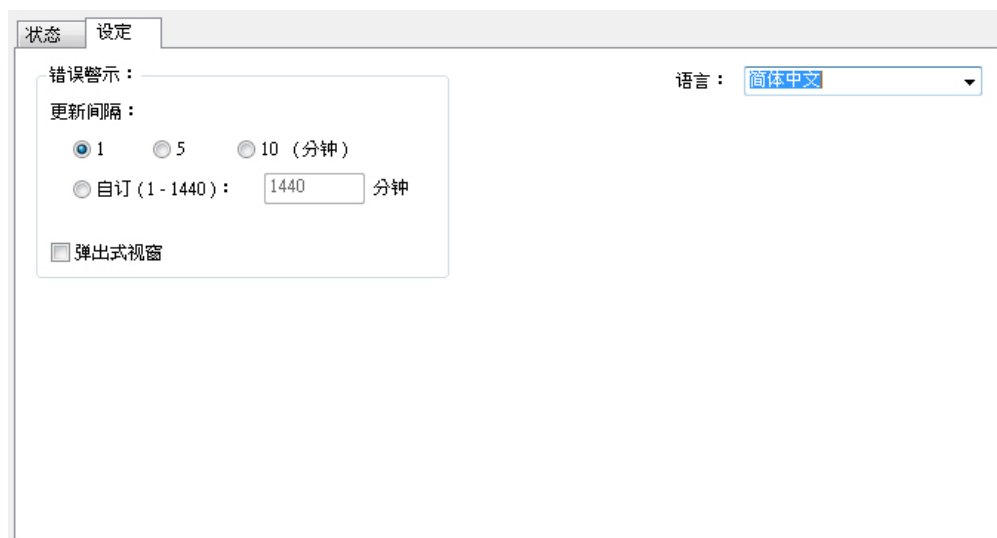 状态 设定
错误警示：
语言： 简体中文
更新间隔：
1 5 10 (分钟)
自订(1-1440)： 1440 分钟
弹出式视窗